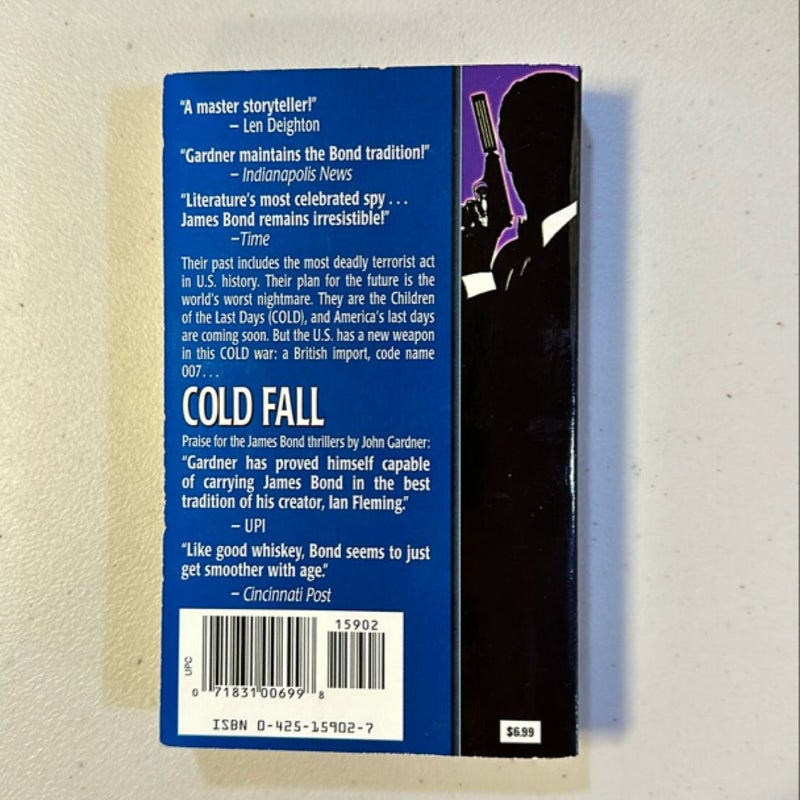 "A master storyteller!"
– Len Deighton
"Gardner maintains the Bond tradition!"
– Indianapolis News
"Literature's most celebrated spy . . .
James Bond remains irresistible!"
–Time
Their past includes the most deadly terrorist act
in U.S. history. Their plan for the future is the
world's worst nightmare. They are the Children
of the Last Days (COLD), and America's last days
are coming soon. But the U.S. has a new weapon
in this COLD war: a British import, code name
007 . . .
COLD FALL
Praise for the James Bond thrillers by John Gardner:
"Gardner has proved himself capable
of carrying James Bond in the best
tradition of his creator, Ian Fleming."
– UPI
"Like good whiskey, Bond seems to just
get smoother with age."
– Cincinnati Post
15902
UPC
0 71831 00699 8
ISBN 0-425-15902-7
$6.99